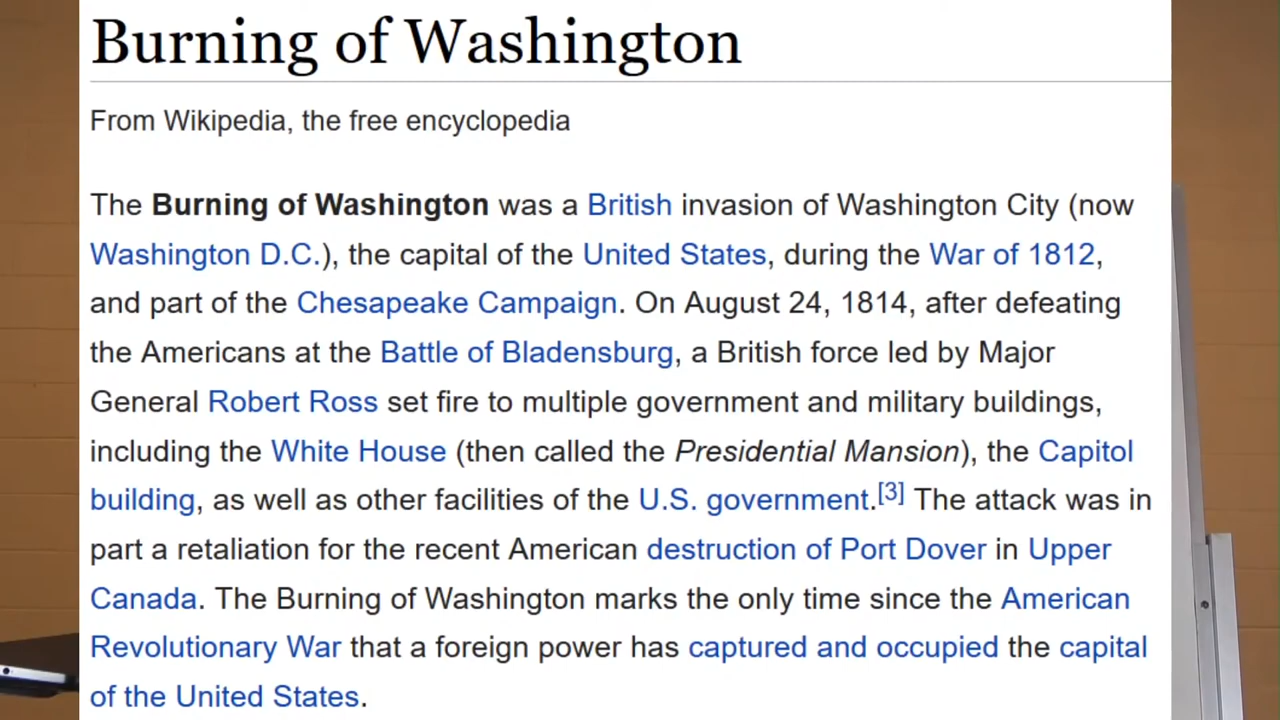 Burning of Washington
From Wikipedia, the free encyclopedia
The Burning of Washington was a British invasion of Washington City (now
Washington D.C.), the capital of the United States, during the War of 1812,
and part of the Chesapeake Campaign. On August 24, 1814, after defeating
the Americans at the Battle of Bladensburg, a British force led by Major
General Robert Ross set fire to multiple government and military buildings,
including the White House (then called the Presidential Mansion), the Capitol
building, as well as other facilities of the U.S. government.[3] The attack was in
part a retaliation for the recent American destruction of Port Dover in Upper
Canada. The Burning of Washington marks the only time since the American
Revolutionary War that a foreign power has captured and occupied the capital
of the United States.